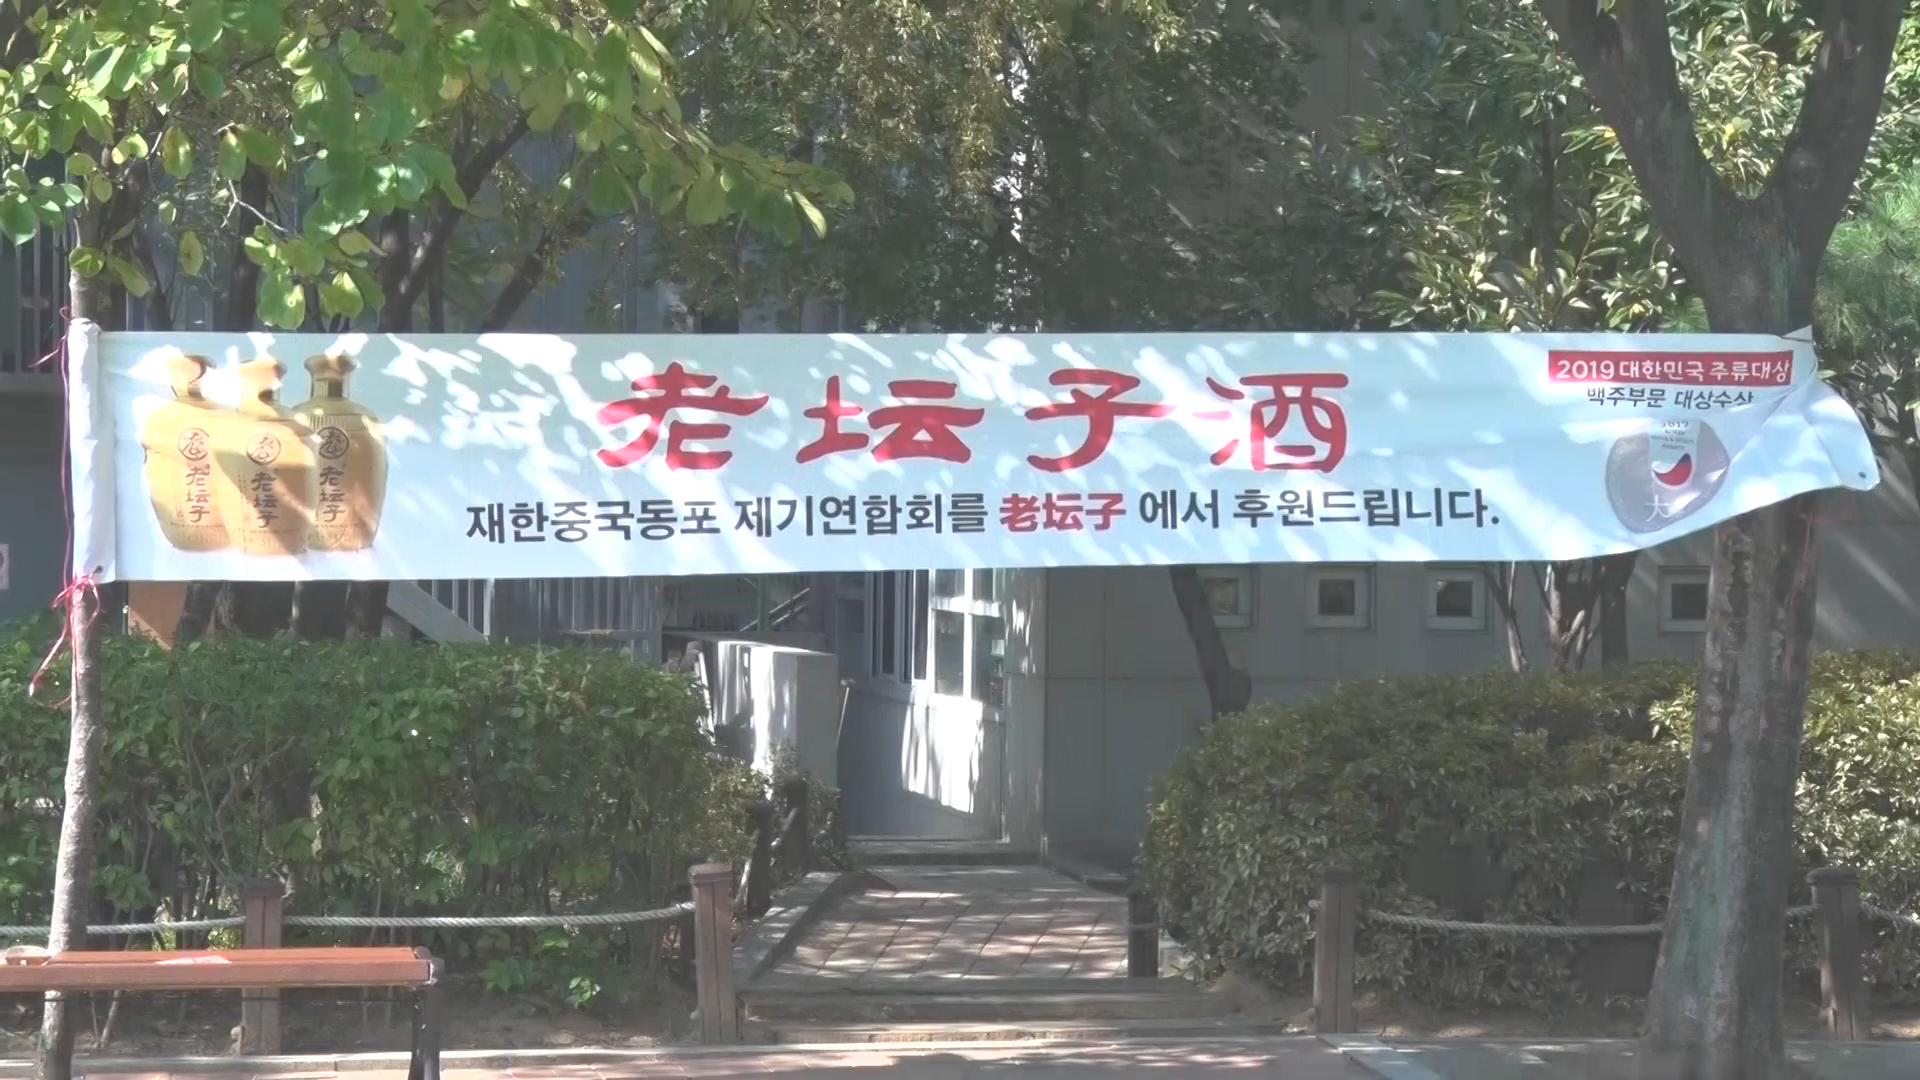 老坛子酒
재한중국동포 제기연합회를 老坛子 에서 후원드립니다.
2019 대한민국 주류대상
백주부문 대상수상
2019
大
老坛子
老坛子
老坛子